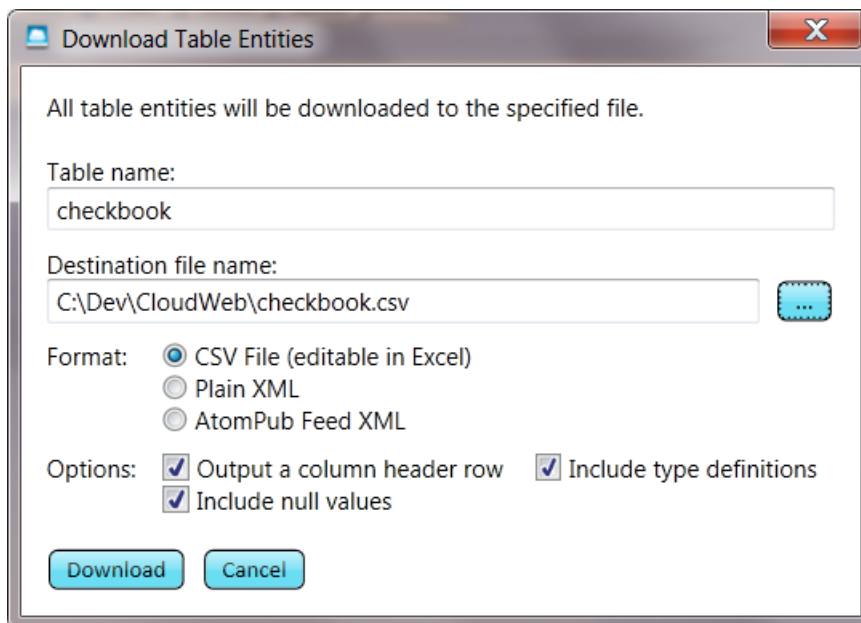 Download Table Entities
X
All table entities will be downloaded to the specified file.
Table name:
checkbook
Destination file name:
C:\Dev\CloudWeb\checkbook.csv
...
Format: CSV File (editable in Excel)
Plain XML
AtomPub Feed XML
Options: Output a column header row Include type definitions
Include null values
Download Cancel